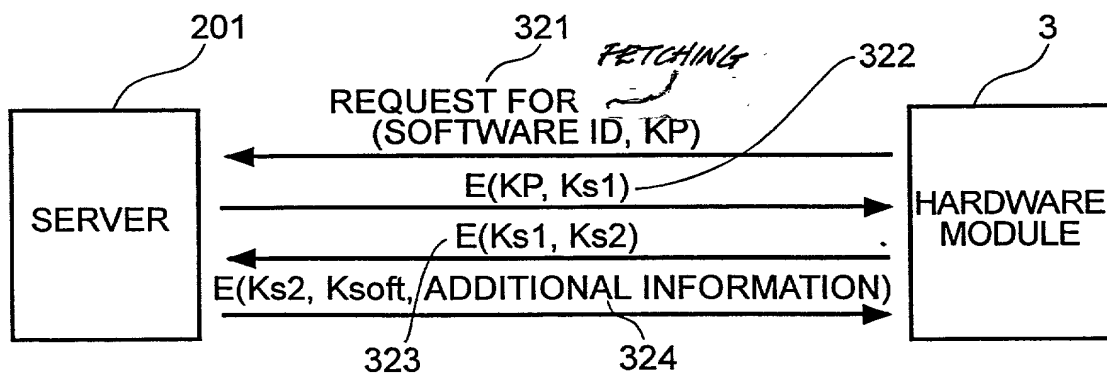 201
321
FETCHING
322
3
REQUEST FOR
(SOFTWARE ID, KP)
E(KP, Ks1)
SERVER
HARDWARE
MODULE
E(Ks1, Ks2)
E(Ks2, Ksoft, ADDITIONAL INFORMATION)
323
324